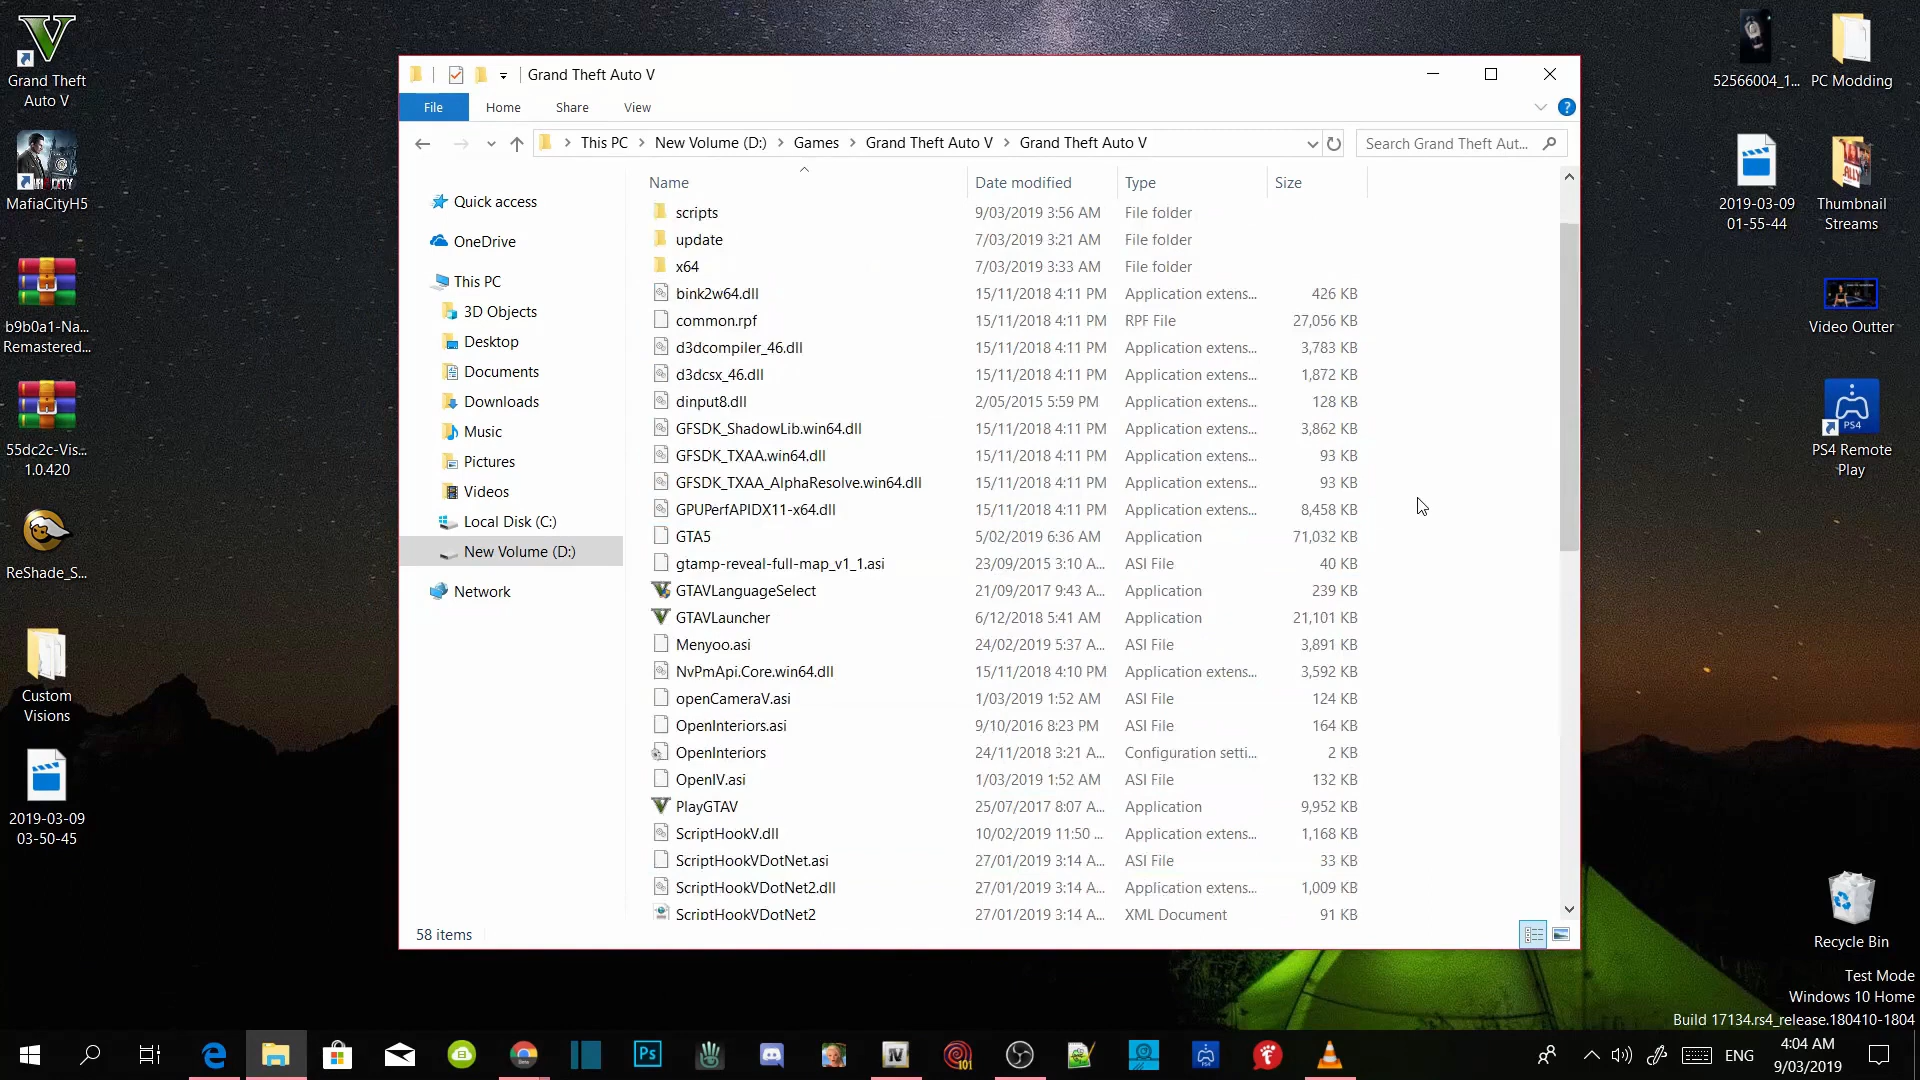 Grand Theft
Auto V
MafiaCityH5
b9b0a1-Na...
Remastered...
55dc2c-Vis...
1.0.420
ReShade_S...
Custom
Visions
2019-03-09
03-50-45
Grand Theft Auto V
File Home Share View
This PC New Volume (D:) Games Grand Theft Auto V Grand Theft Auto V
Search Grand Theft Aut...
Quick access
OneDrive
This PC
3D Objects
Desktop
Documents
Downloads
Music
Pictures
Videos
Local Disk (C:)
New Volume (D:)
Network
Name Date modified Type Size
scripts 9/03/2019 3:56 AM File folder
update 7/03/2019 3:21 AM File folder
x64 7/03/2019 3:33 AM File folder
bink2w64.dll 15/11/2018 4:11 PM Application extens... 426 KB
common.rpf 15/11/2018 4:11 PM RPF File 27,056 KB
d3dcompiler_46.dll 15/11/2018 4:11 PM Application extens... 3,783 KB
d3dcsx_46.dll 15/11/2018 4:11 PM Application extens... 1,872 KB
dinput8.dll 2/05/2015 5:59 PM Application extens... 128 KB
GFSDK_ShadowLib.win64.dll 15/11/2018 4:11 PM Application extens... 3,862 KB
GFSDK_TXAA.win64.dll 15/11/2018 4:11 PM Application extens... 93 KB
GFSDK_TXAA_AlphaResolve.win64.dll 15/11/2018 4:11 PM Application extens... 93 KB
GPUPerfAPIDX11-x64.dll 15/11/2018 4:11 PM Application extens... 8,458 KB
GTA5 5/02/2019 6:36 AM Application 71,032 KB
gtamp-reveal-full-map_v1_1.asi 23/09/2015 3:10 A... ASI File 40 KB
GTAVLanguageSelect 21/09/2017 9:43 A... Application 239 KB
GTAVLauncher 6/12/2018 5:41 AM Application 21,101 KB
Menyoo.asi 24/02/2019 5:37 A... ASI File 3,891 KB
NvPmApi.Core.win64.dll 15/11/2018 4:10 PM Application extens... 3,592 KB
openCameraV.asi 1/03/2019 1:52 AM ASI File 124 KB
OpenInteriors.asi 9/10/2016 8:23 PM ASI File 164 KB
OpenInteriors 24/11/2018 3:21 A... Configuration setti... 2 KB
OpenIV.asi 1/03/2019 1:52 AM ASI File 132 KB
PlayGTAV 25/07/2017 8:07 A... Application 9,952 KB
ScriptHookV.dll 10/02/2019 11:50 ... Application extens... 1,168 KB
ScriptHookVDotNet.asi 27/01/2019 3:14 A... ASI File 33 KB
ScriptHookVDotNet2.dll 27/01/2019 3:14 A... Application extens... 1,009 KB
ScriptHookVDotNet2 27/01/2019 3:14 A... XML Document 91 KB
58 items
52566004_1...
PC Modding
2019-03-09
01-55-44
Thumbnail
Streams
Video Outter
PS4
PS4 Remote
Play
Recycle Bin
Test Mode
Windows 10 Home
Build 17134.rs4_release.180410-1804
Ps
IV
101
ENG
4:04 AM
9/03/2019